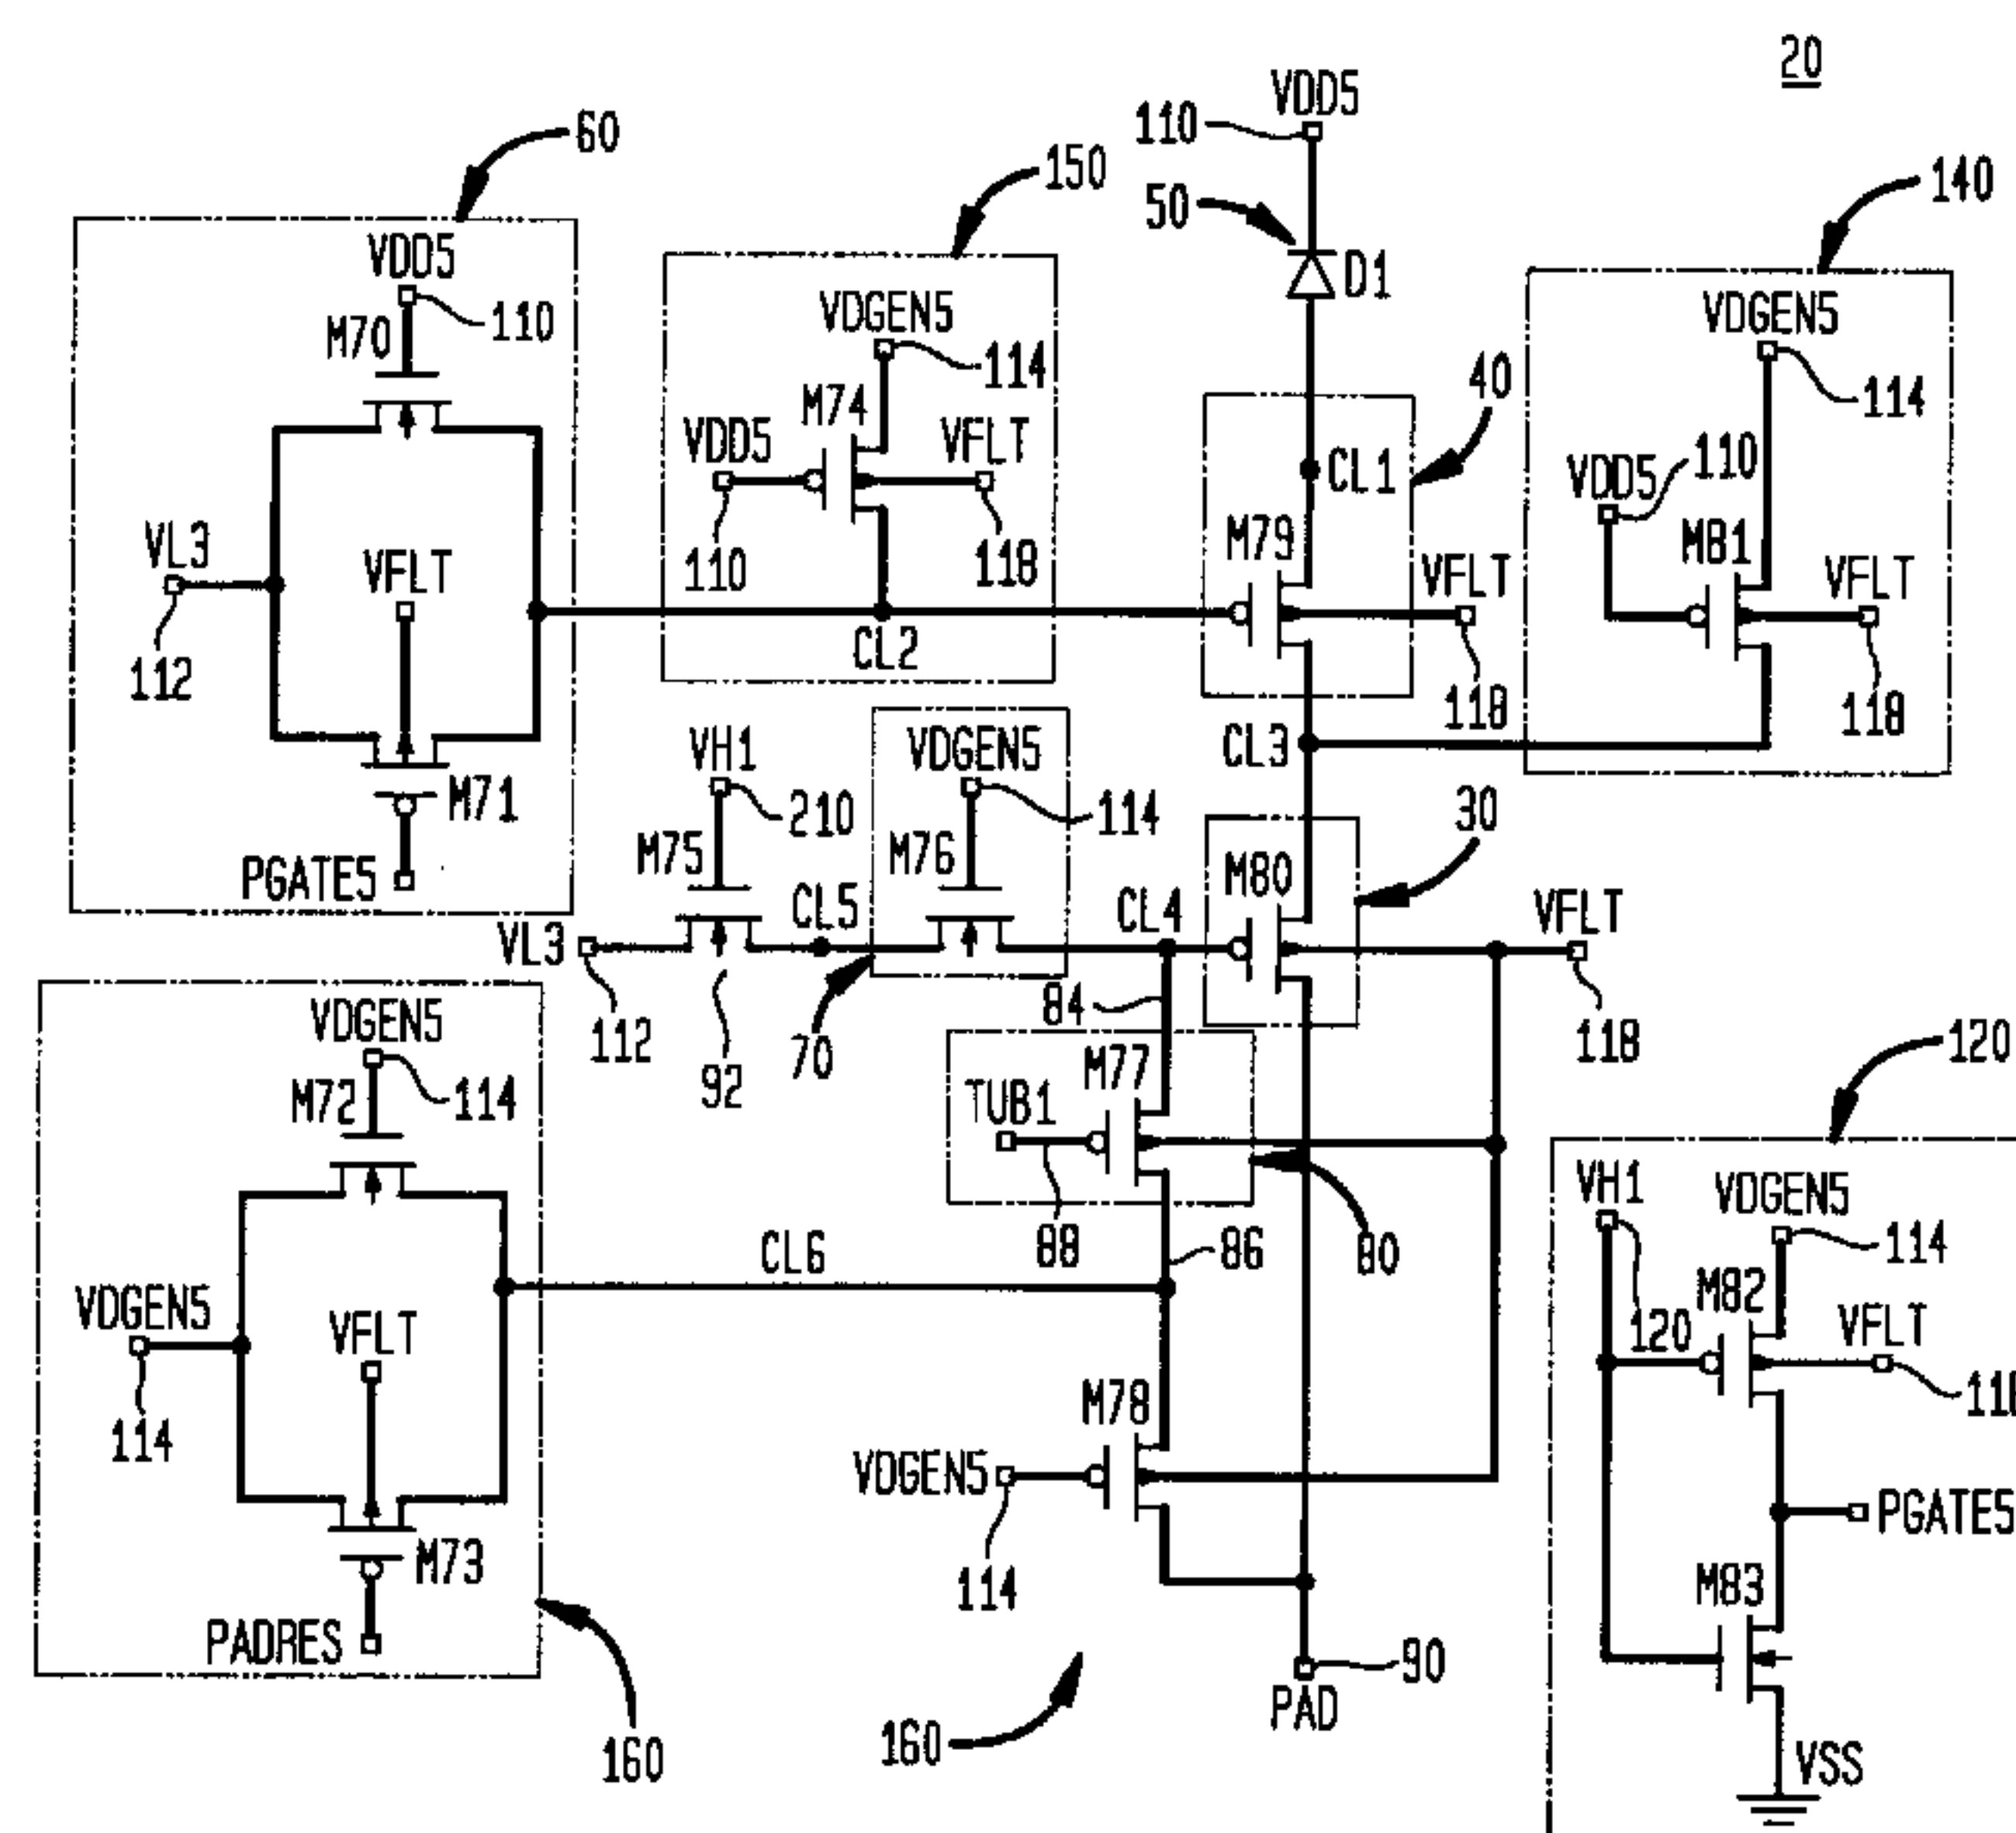 20
VDD5
110
50
D1
60
VDD5
M70
110
VL3
112
VFLT
M71
PGATE5
150
VDGEN5
114
M74
VDD5
VFLT
110
118
CL2
40
CL1
M79
VFLT
118
140
VDGEN5
114
VDD5
110
M81
VFLT
118
CL3
VH1
210
M75
VL3
112
92
CL5
VDGEN5
114
M76
70
CL4
84
30
M80
VFLT
118
M77
TUB1
88
80
86
CL6
VDGEN5
M72
114
VDGEN5
114
VFLT
M73
PADRES
160
M78
VDGEN5
114
160
90
PAD
120
VH1
VDGEN5
114
M82
120
VFLT
PGATE5
M83
VSS